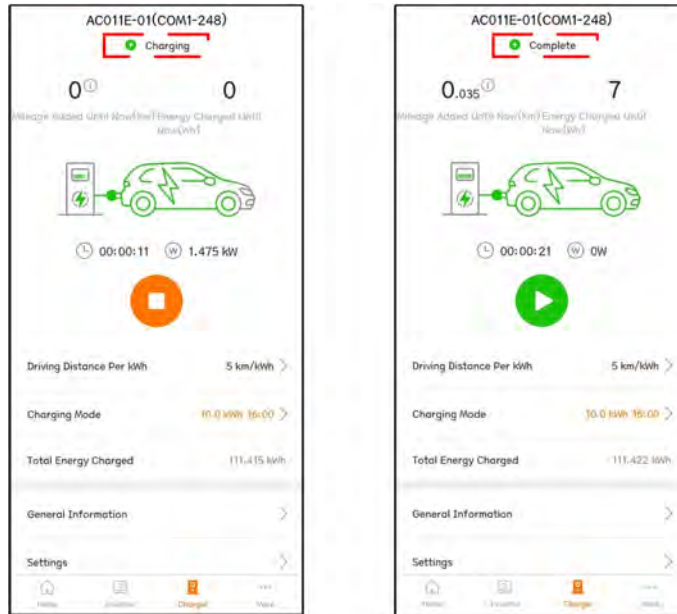 AC011E-01(COM1-248)
Charging
0
0
Mileage Added Until Now(Km)
Energy Charged Until Now(Wh)
00:00:11
W
1.475 kW
Driving Distance Per kWh
5 km/kWh
Charging Mode
10.0 kWh 16:00
Total Energy Charged
111.415 kWh
General Information
Settings
Home
Charger
More
AC011E-01(COM1-248)
Complete
0.035
7
Mileage Added Until Now(Km)
Energy Charged Until Now(Wh)
00:00:21
W
0W
Driving Distance Per kWh
5 km/kWh
Charging Mode
10.0 kWh 16:00
Total Energy Charged
111.422 kWh
General Information
Settings
Home
Charger
More